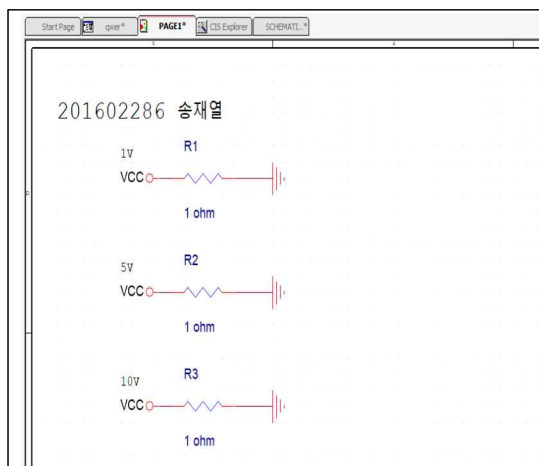 Start Page qwer* PAGE1* CIS Explorer SCHEMATI..*
201602286 송재열
1V R1
VCC
1 ohm
5V R2
VCC
1 ohm
10V R3
VCC
1 ohm